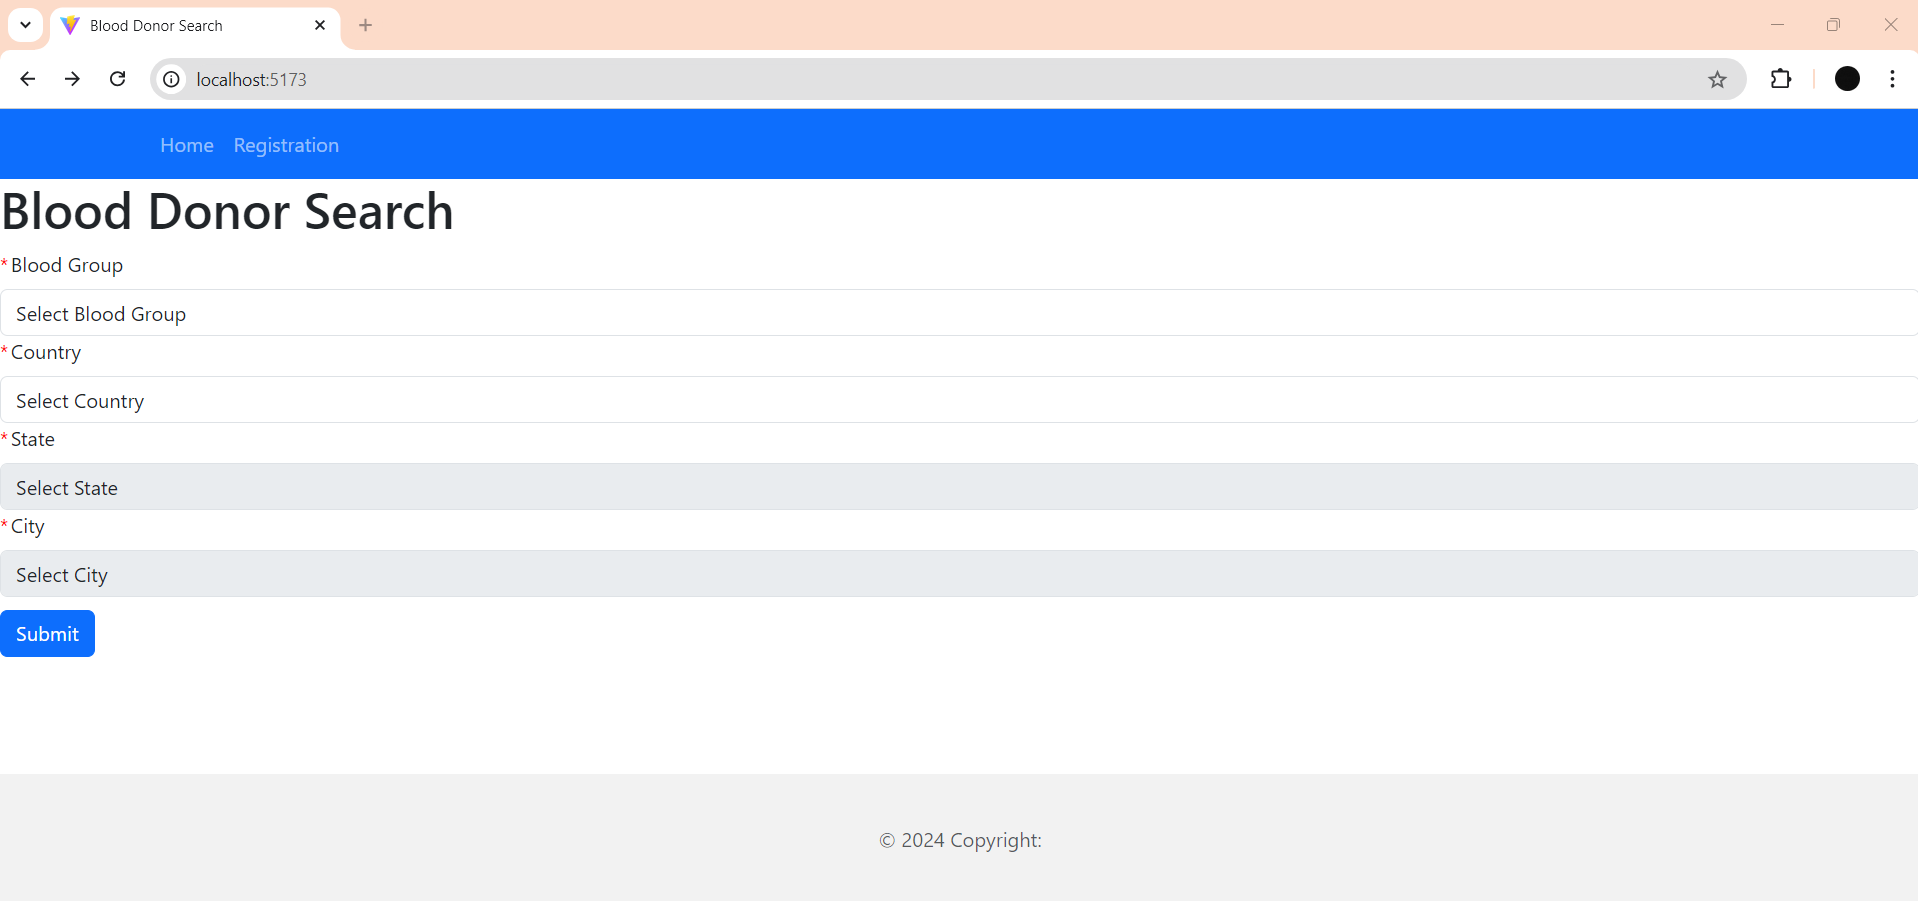 Blood Donor Search
localhost:5173
Home Registration
Blood Donor Search
*Blood Group
Select Blood Group
*Country
Select Country
*State
Select State
*City
Select City
Submit
© 2024 Copyright: